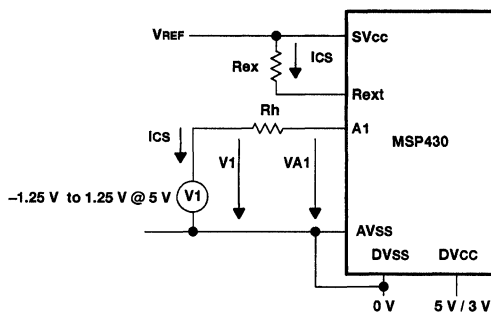 VREF
SVCC
ICS
Rex
Rext
Rh
A1
MSP430
ICS
V1
VA1
–1.25 V to 1.25 V @ 5 V
V1
AVSS
DVSS
DVCC
0 V
5 V / 3 V